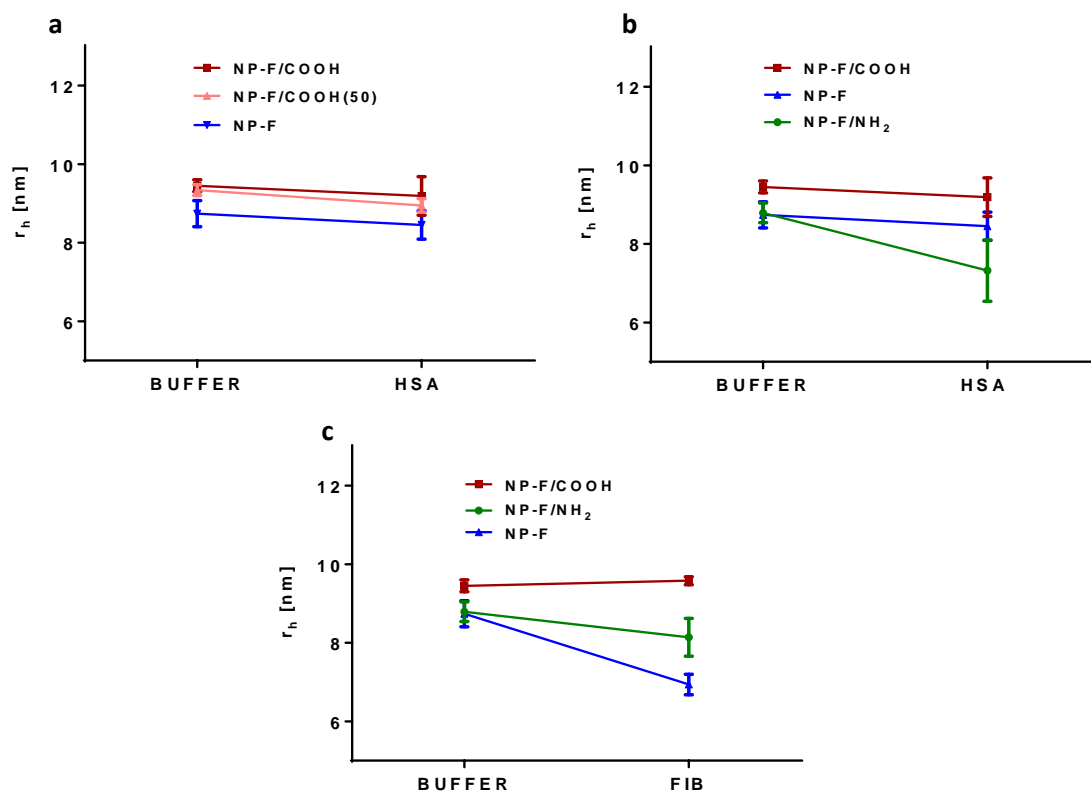 a
NP-F/COOH
NP-F/COOH(50)
NP-F
12
10
8
6
r_h [nm]
BUFFER HSA
b
NP-F/COOH
NP-F
NP-F/NH₂
12
10
8
6
r_h [nm]
BUFFER HSA
c
NP-F/COOH
NP-F/NH₂
NP-F
12
10
8
6
r_h [nm]
BUFFER FIB